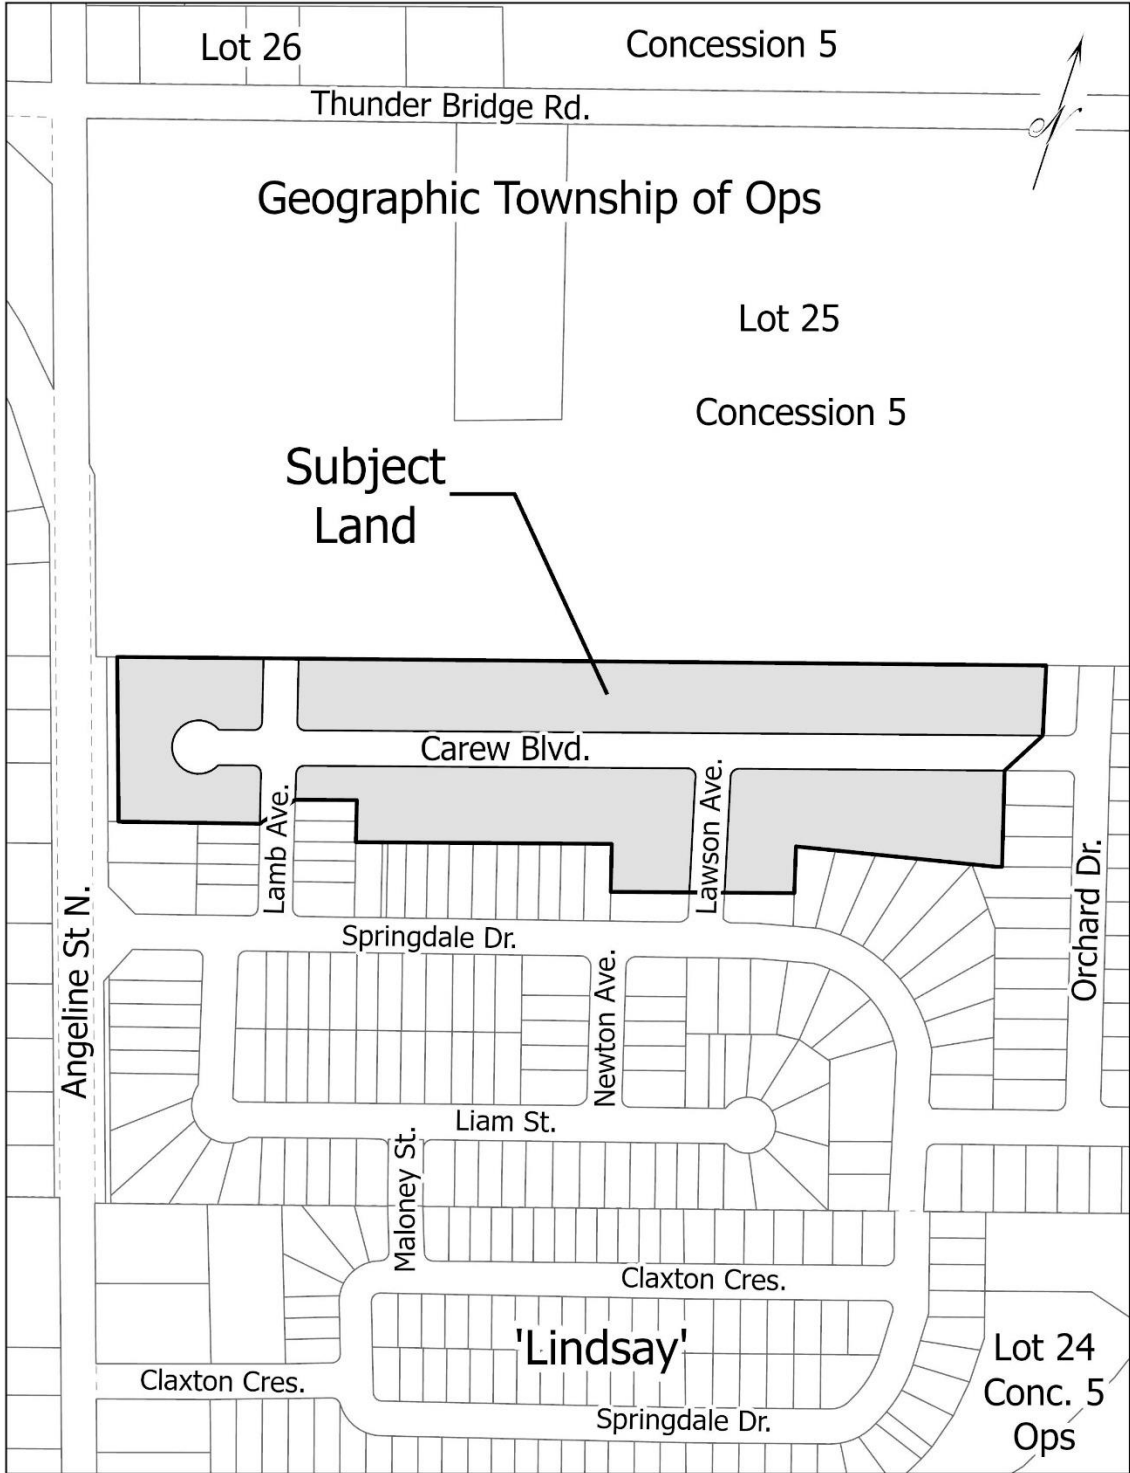 Lot 26
Concession 5
Thunder Bridge Rd.
N
Geographic Township of Ops
Lot 25
Concession 5
Subject
Land
Carew Blvd.
Lamb Ave.
Lawson Ave.
Angeline St N.
Springdale Dr.
Newton Ave.
Orchard Dr.
Liam St.
Maloney St.
Claxton Cres.
'Lindsay'
Lot 24
Conc. 5
Ops
Claxton Cres.
Springdale Dr.